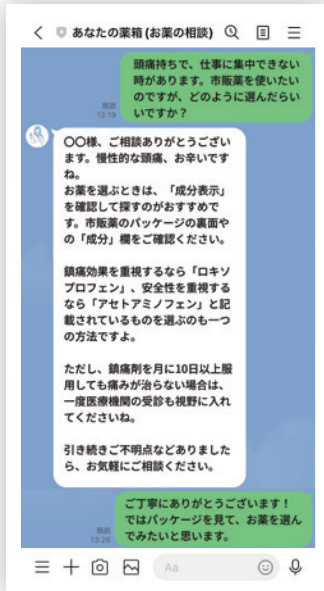 あなたの薬箱 (お薬の相談)
頭痛持ちで、仕事に集中できない
時があります。市販薬を使いたい
のですが、どのように選んだらい
いですか?
既読
13:19
〇〇様、ご相談ありがとうござい
ます。慢性的な頭痛、お辛いです
ね。
お薬を選ぶときは、「成分表示」
を確認して探すのがおすすめで
す。市販薬のパッケージの裏面や
の「成分」欄をご確認ください。
鎮痛効果を重視するなら「ロキソ
プロフェン」、安全性を重視する
なら「アセトアミノフェン」と記
載されているものを選ぶのも一つ
の方法ですよ。
ただし、鎮痛剤を月に10日以上服
用しても痛みが治らない場合は、
一度医療機関の受診も視野に入れ
てくださいね。
引き続きご不明点などありました
ら、お気軽にご相談ください。
ご丁寧にありがとうございます!
ではパッケージを見て、お薬を選ん
でみたいと思います。
既読
13:26
Aa